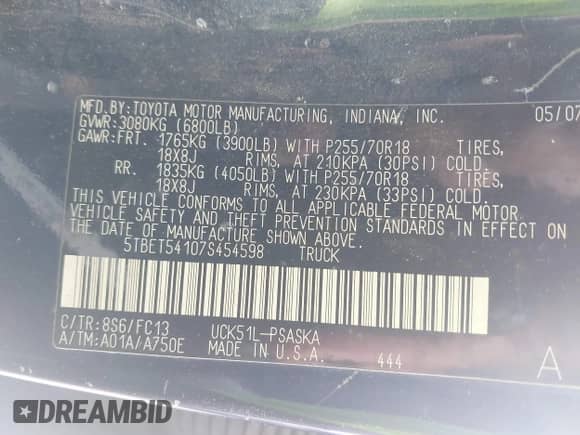 MFD.BY:TOYOTA MOTOR MANUFACTURING, INDIANA, INC. 05/07
GVWR:3080KG (6800LB)
GAWR:FRT. 1765KG (3900LB) WITH P255/70R18 TIRES,
18X8J RIMS, AT 210KPA (30PSI) COLD.
RR. 1835KG (4050LB) WITH P255/70R18 TIRES,
18X8J RIMS, AT 230KPA (33PSI) COLD.
THIS VEHICLE CONFORMS TO ALL APPLICABLE FEDERAL MOTOR
VEHICLE SAFETY AND THEFT PREVENTION STANDARDS IN EFFECT ON
THE DATE OF MANUFACTURE SHOWN ABOVE.
5TBET54107S454598 TRUCK
C/TR:8S6/FC13 UCK51L-PSASKA
A/TM:A01A/A750E MADE IN U.S.A. 444 A
DREAMBID